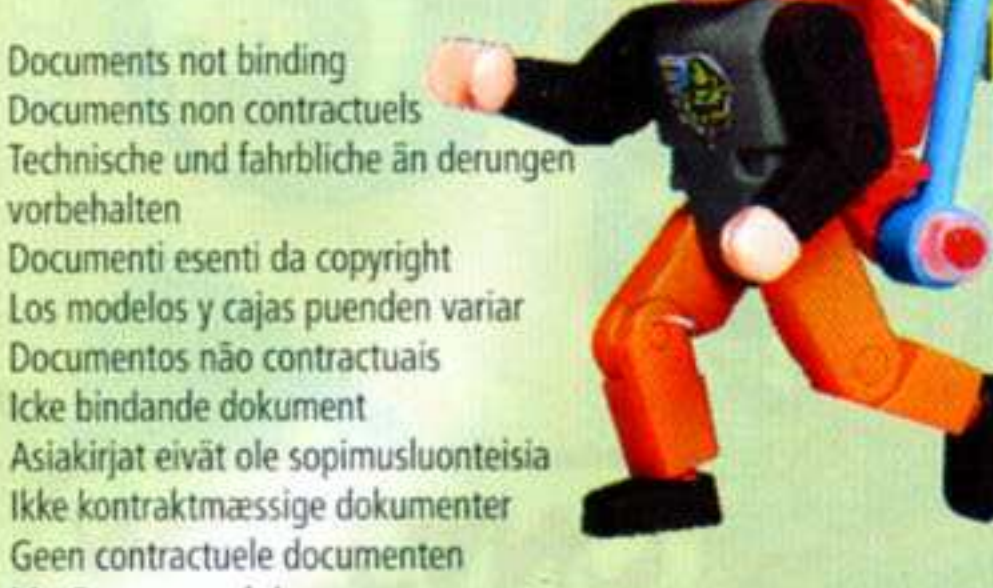 Documents not binding
Documents non contractuels
Technische und fahrbliche än derungen
vorbehalten
Documenti esenti da copyright
Los modelos y cajas puenden variar
Documentos não contractuais
Icke bindande dokument
Asiakirjat eivät ole sopimusluonteisia
Ikke kontraktmæssige dokumenter
Geen contractuele documenten